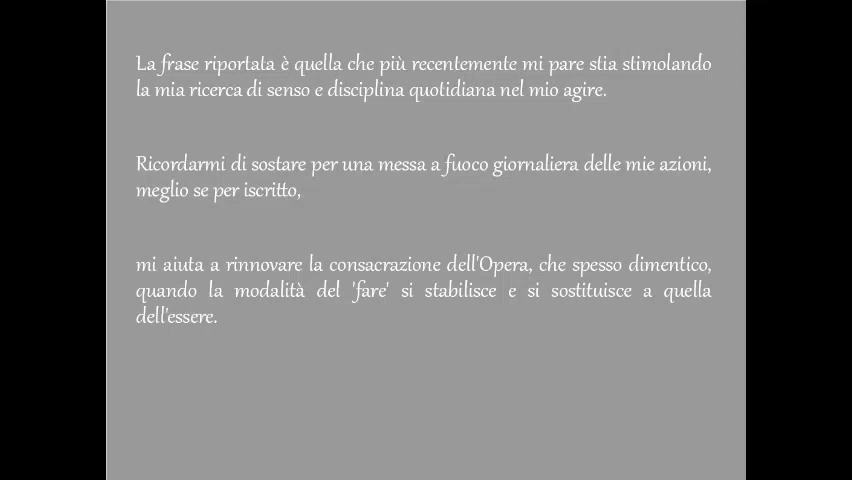 La frase riportata è quella che più recentemente mi pare stia stimolando
la mia ricerca di senso e disciplina quotidiana nel mio agire.
Ricordarmi di sostare per una messa a fuoco giornaliera delle mie azioni,
meglio se per iscritto,
mi aiuta a rinnovare la consacrazione dell'Opera, che spesso dimentico,
quando la modalità del 'fare' si stabilisce e si sostituisce a quella
dell'essere.